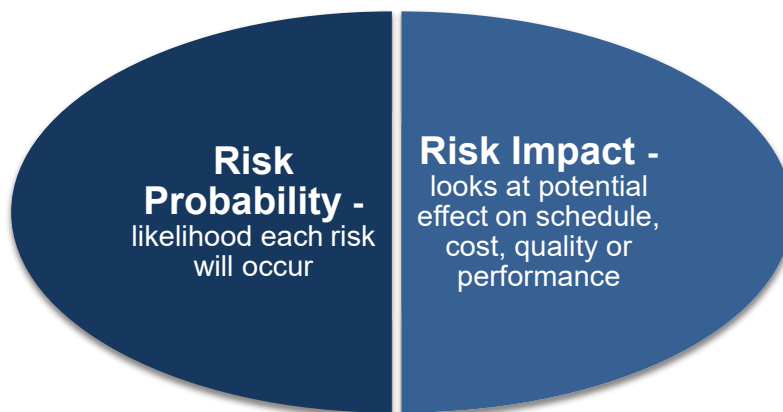 Risk
Probability -
likelihood each risk
will occur
Risk Impact -
looks at potential
effect on schedule,
cost, quality or
performance